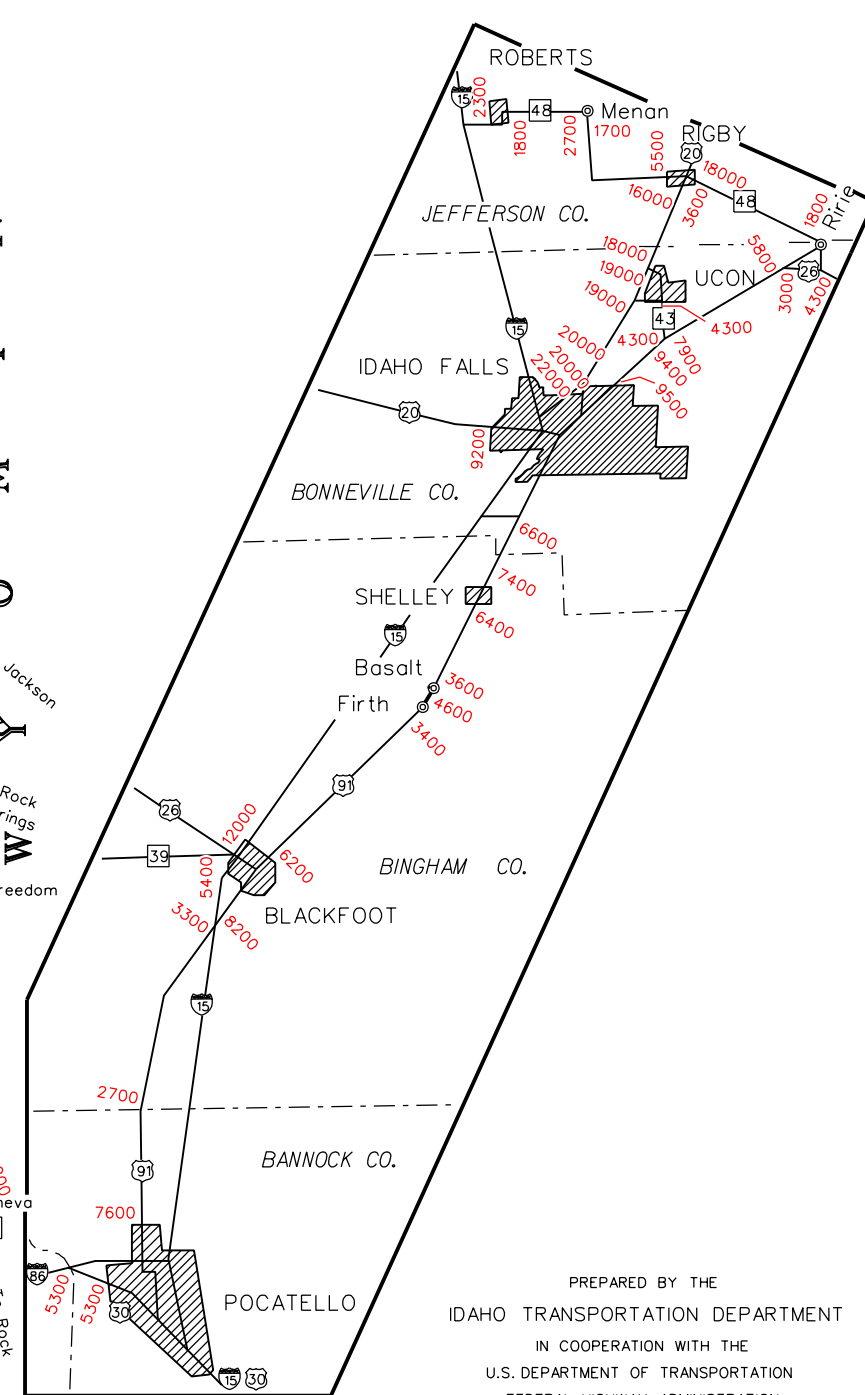 ROBERTS
15
2300
48
Menan
1800
2700
1700
RIGBY
5500
20
18000
16000
3600
48
1800
Ririe
JEFFERSON CO.
18000
5800
19000
UCON
26
3000
4300
19000
15
43
4300
20000
4300
7900
IDAHO FALLS
20000
9400
22000
9500
20
9200
BONNEVILLE CO.
6600
7400
SHELLEY
6400
15
Jackson
Basalt
3600
Firth
4600
3400
91
Rock
26
12000
M
O
Y
W
39
6200
BINGHAM CO.
5400
reedom
BLACKFOOT
3300
8200
15
2700
BANNOCK CO.
91
neva
7600
86
5300
5300
30
POCATELLO
Rock
15
30
PREPARED BY THE
IDAHO TRANSPORTATION DEPARTMENT
IN COOPERATION WITH THE
U.S. DEPARTMENT OF TRANSPORTATION